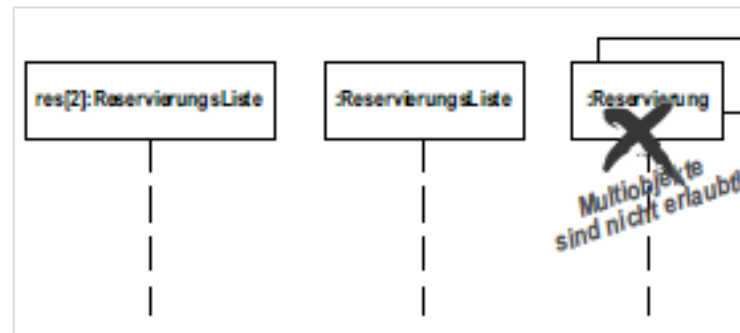 res[2]:ReservierungsListe
:ReservierungsListe
:Reservierung
Multiobjekte
sind nicht erlaubt!